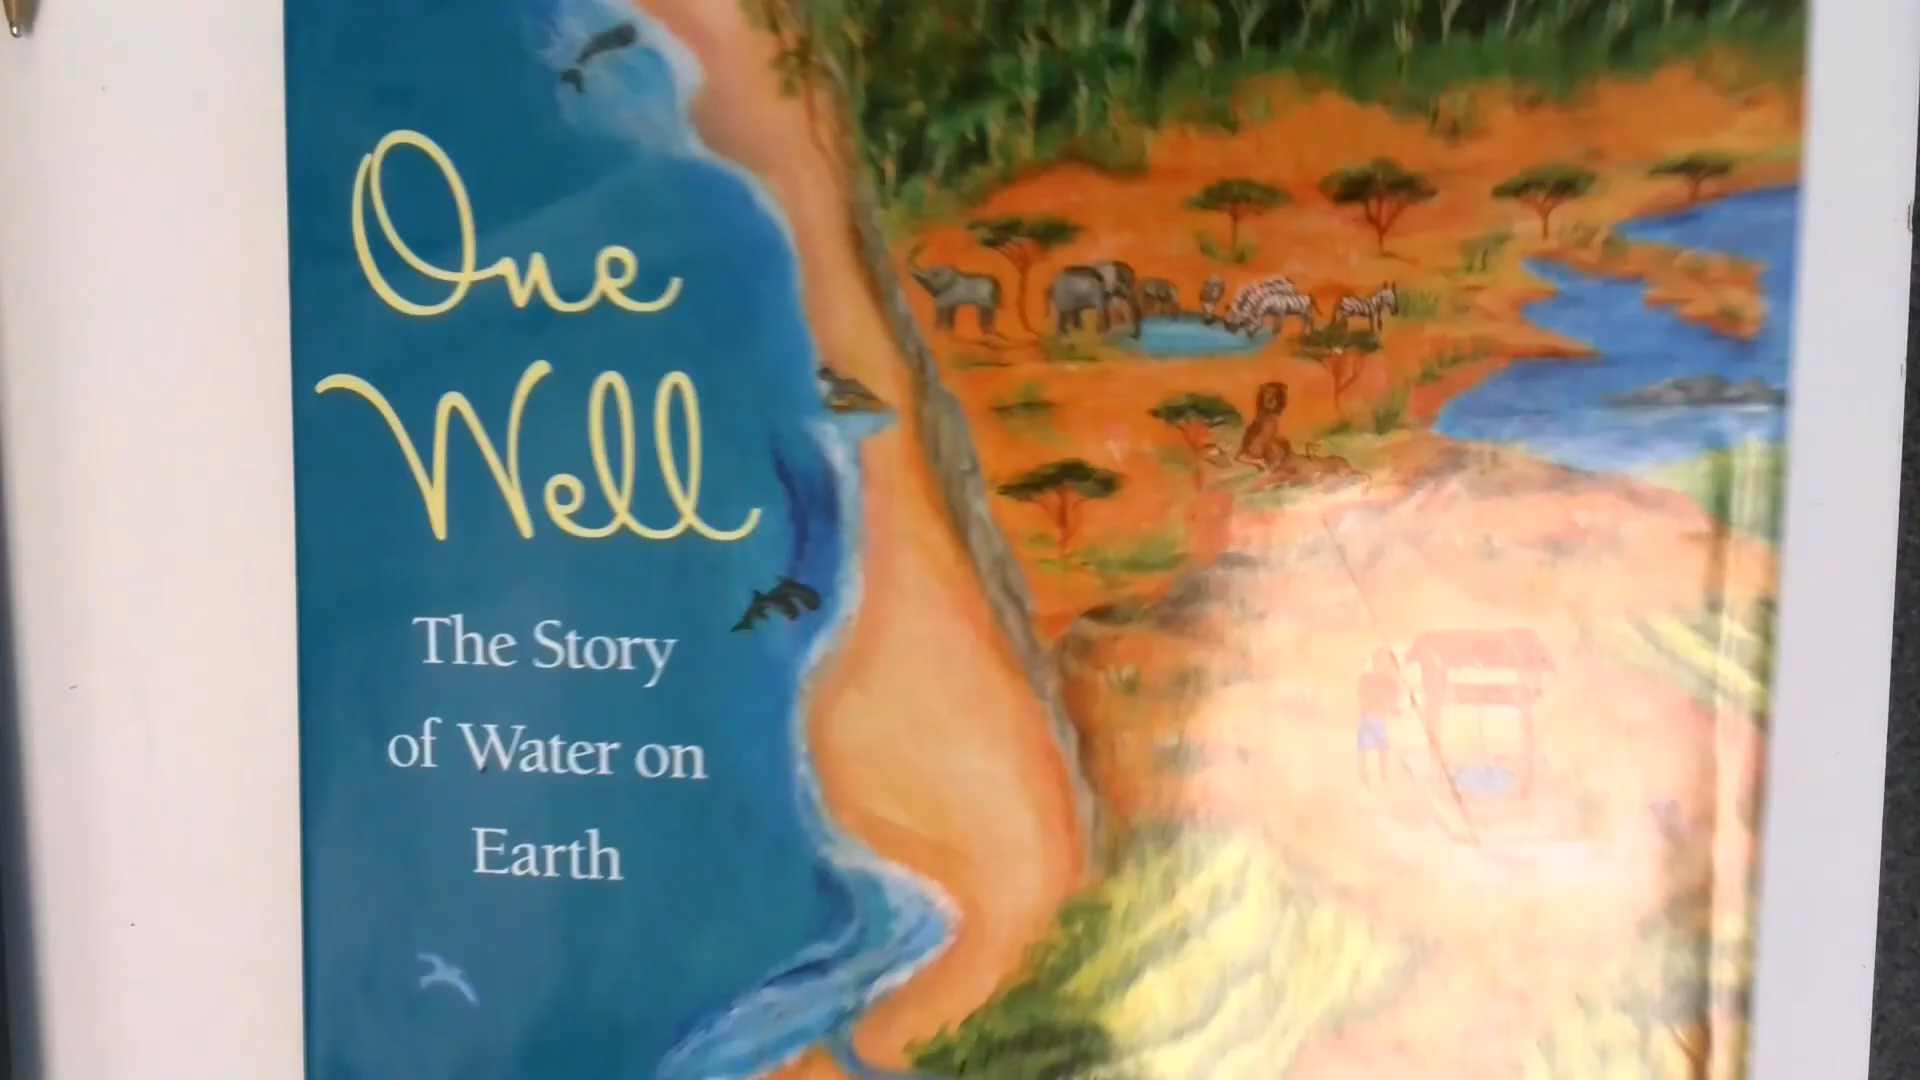 One
Well
The Story
of Water on
Earth